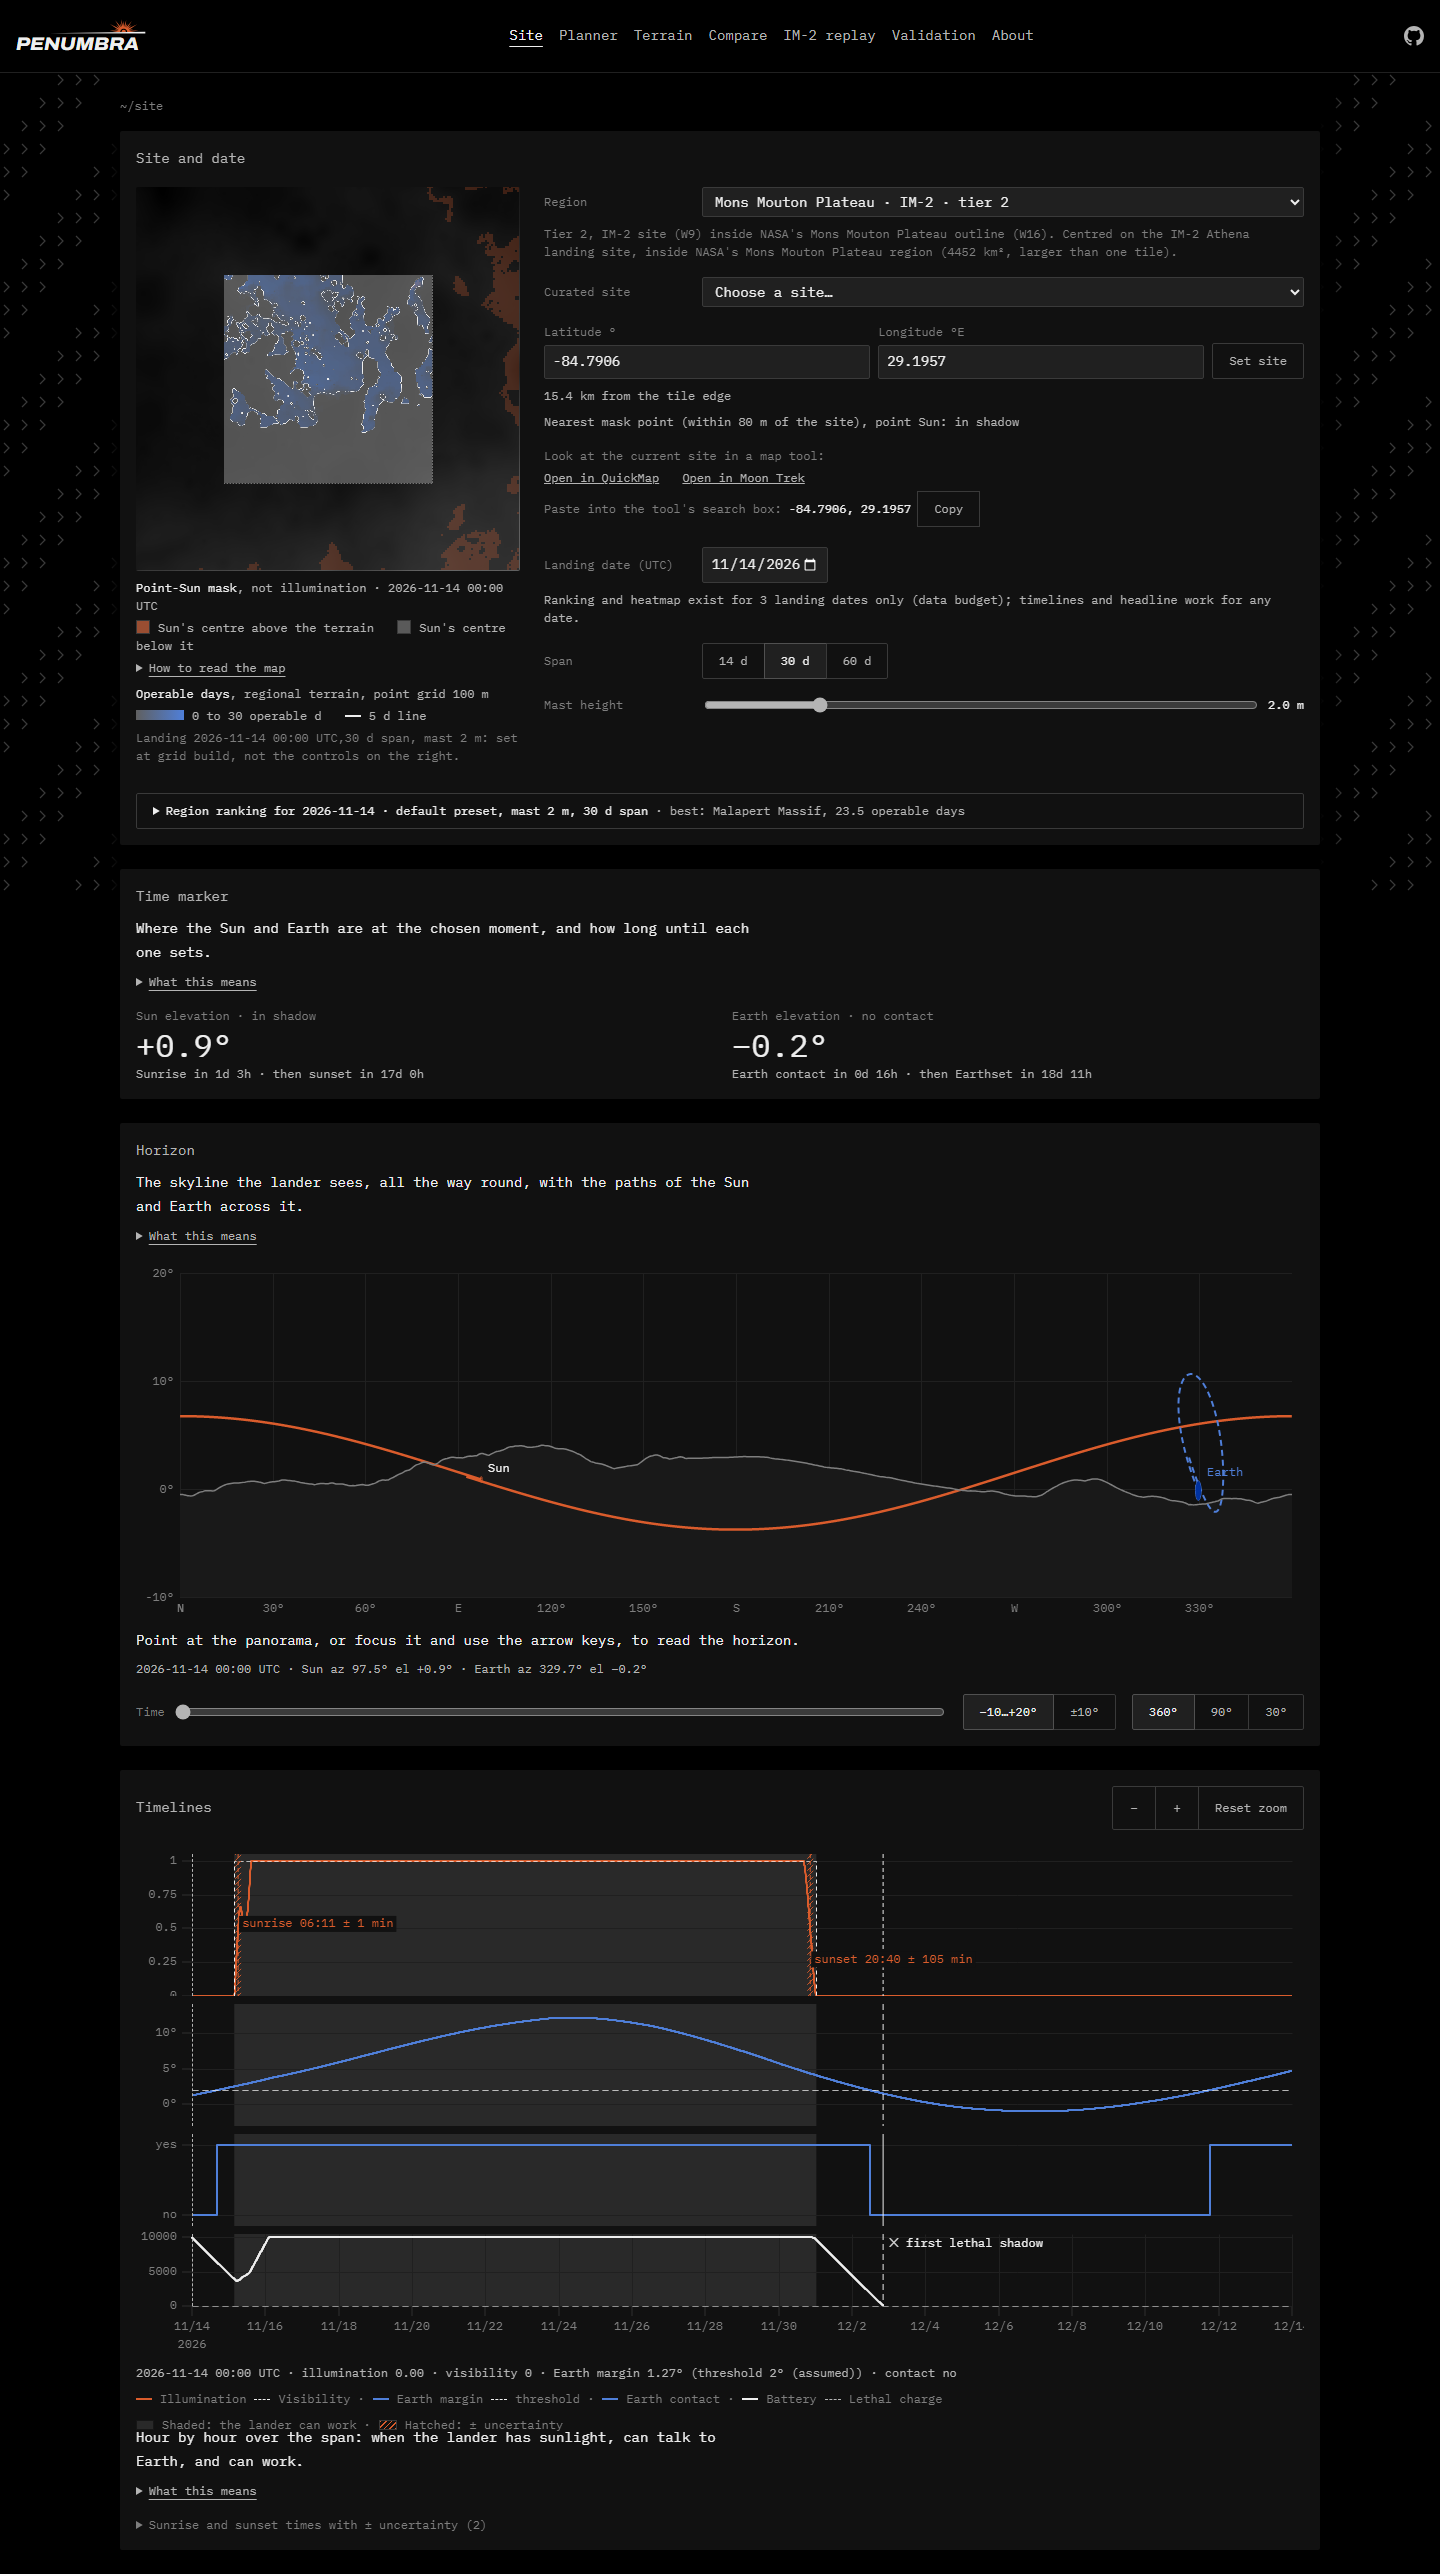 PENUMBRA
Site Planner Terrain Compare IM-2 replay Validation About
~/site
Site and date
Region
Mons Mouton Plateau · IM-2 · tier 2
Tier 2, IM-2 site (W9) inside NASA's Mons Mouton Plateau outline (W16). Centred on the IM-2 Athena
landing site, inside NASA's Mons Mouton Plateau region (4452 km², larger than one tile).
Curated site
Choose a site…
Latitude °
Longitude °E
-84.7906
29.1957
Set site
15.4 km from the tile edge
Nearest mask point (within 80 m of the site), point Sun: in shadow
Look at the current site in a map tool:
Open in QuickMap Open in Moon Trek
Paste into the tool's search box: -84.7906, 29.1957 Copy
Landing date (UTC)
11/14/2026
Ranking and heatmap exist for 3 landing dates only (data budget); timelines and headline work for any
date.
Span
14 d 30 d 60 d
Mast height
2.0 m
Point-Sun mask, not illumination · 2026-11-14 00:00
UTC
Sun's centre above the terrain Sun's centre
below it
▶ How to read the map
Operable days, regional terrain, point grid 100 m
0 to 30 operable d 5 d line
Landing 2026-11-14 00:00 UTC,30 d span, mast 2 m: set
at grid build, not the controls on the right.
▶ Region ranking for 2026-11-14 · default preset, mast 2 m, 30 d span · best: Malapert Massif, 23.5 operable days
Time marker
Where the Sun and Earth are at the chosen moment, and how long until each
one sets.
▶ What this means
Sun elevation · in shadow
+0.9°
Sunrise in 1d 3h · then sunset in 17d 0h
Earth elevation · no contact
−0.2°
Earth contact in 0d 16h · then Earthset in 18d 11h
Horizon
The skyline the lander sees, all the way round, with the paths of the Sun
and Earth across it.
▶ What this means
20°
10°
0°
-10°
Sun
Earth
N 30° 60° E 120° 150° S 210° 240° W 300° 330°
Point at the panorama, or focus it and use the arrow keys, to read the horizon.
2026-11-14 00:00 UTC · Sun az 97.5° el +0.9° · Earth az 329.7° el −0.2°
Time
−10…+20° ±10° 360° 90° 30°
Timelines
− + Reset zoom
1
0.75
0.5
0.25
0
sunrise 06:11 ± 1 min
sunset 20:40 ± 105 min
10°
5°
0°
yes
no
10000
5000
0
× first lethal shadow
11/14 11/16 11/18 11/20 11/22 11/24 11/26 11/28 11/30 12/2 12/4 12/6 12/8 12/10 12/12 12/1
2026
2026-11-14 00:00 UTC · illumination 0.00 · visibility 0 · Earth margin 1.27° (threshold 2° (assumed)) · contact no
Illumination Visibility · Earth margin threshold · Earth contact · Battery Lethal charge
Shaded: the lander can work · Hatched: ± uncertainty
Hour by hour over the span: when the lander has sunlight, can talk to
Earth, and can work.
▶ What this means
▶ Sunrise and sunset times with ± uncertainty (2)